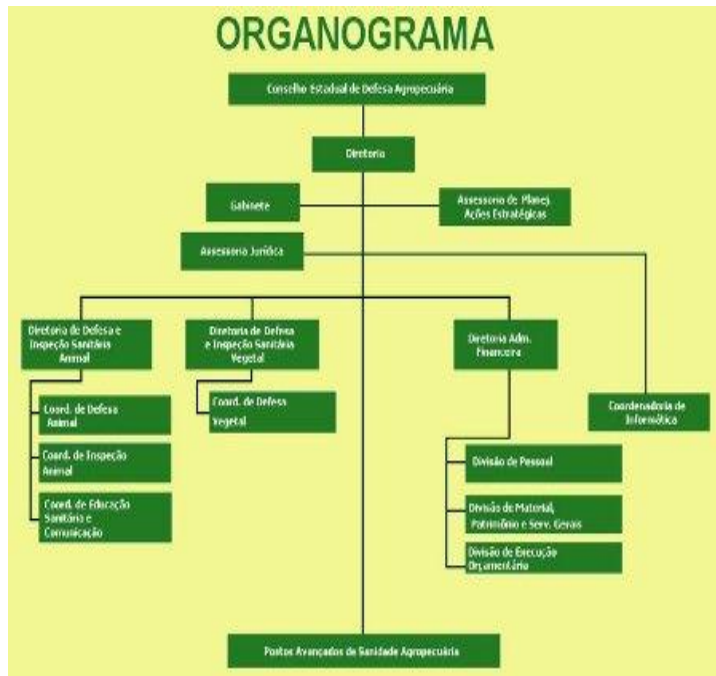 ORGANOGRAMA
Conselho Estadual de Defesa Agropecuária
Diretoria
Gabinete
Assessoria de Planej.
Ações Estratégicas
Assessoria Jurídica
Diretoria de Defesa e
Inspeção Sanitária
Animal
Diretoria de Defesa
e Inspeção Sanitária
Vegetal
Diretoria Adm.
Financeira
Coord. de Defesa
Animal
Coord. de Defesa
Vegetal
Coordenadoria de
Informática
Coord. de Inspeção
Animal
Divisão de Pessoal
Coord. de Educação
Sanitária e
Comunicação
Divisão de Material,
Patrimônio e Serv. Gerais
Divisão de Execução
Orçamentária
Postos Avançados de Sanidade Agropecuária